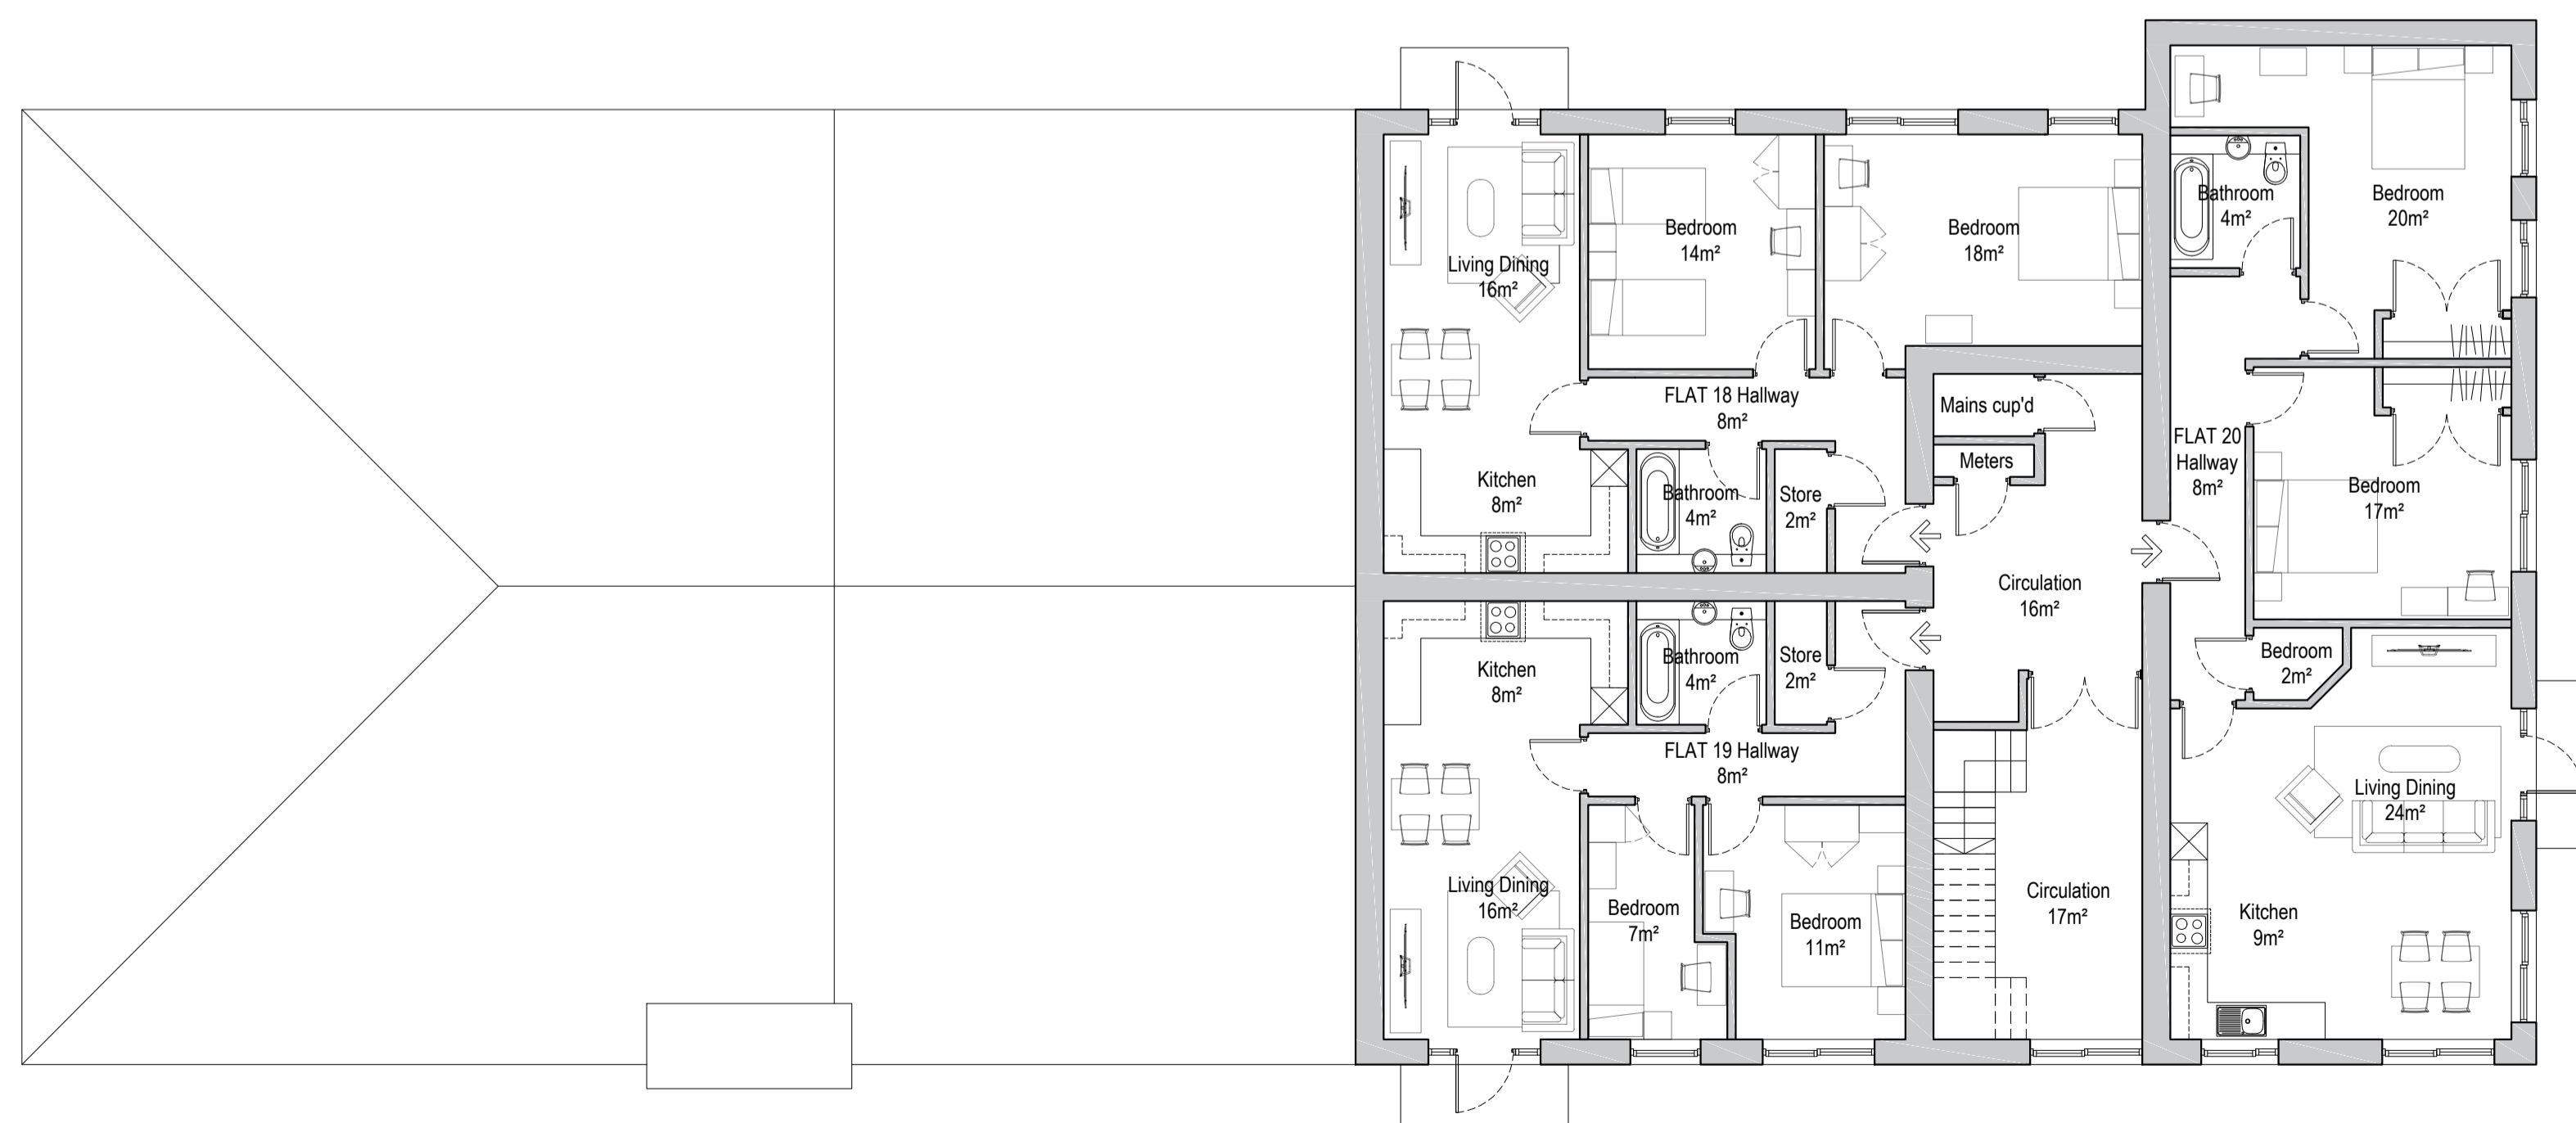 Living Dining
16m²
Bedroom
14m²
Bedroom
18m²
FLAT 18 Hallway
8m²
Kitchen
8m²
Bathroom
4m²
Store
2m²
Mains cup'd
Meters
Circulation
16m²
Bathroom
4m²
Bedroom
20m²
FLAT 20
Hallway
8m²
Bedroom
17m²
Bedroom
2m²
Living Dining
24m²
Kitchen
9m²
Kitchen
8m²
Bathroom
4m²
Store
2m²
FLAT 19 Hallway
8m²
Living Dining
16m²
Bedroom
7m²
Bedroom
11m²
Circulation
17m²